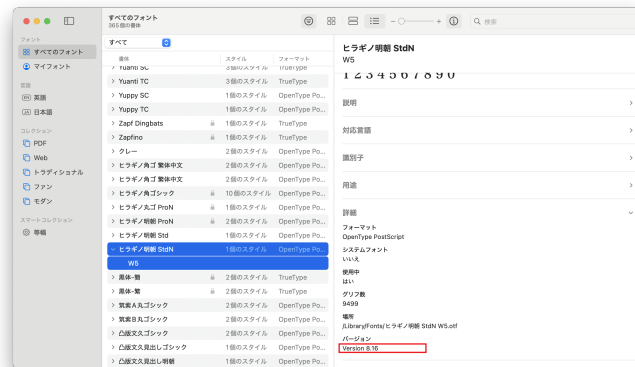 すべてのフォント
365個の書体
検索
フォント
すべてのフォント
マイフォント
言語
英語
日本語
コレクション
PDF
Web
トラディショナル
ファン
モダン
スマートコレクション
等幅
すべて
書体 スタイル フォーマット
Yuanti SC 3個のスタイル TrueType
Yuanti TC 3個のスタイル TrueType
Yuppy SC 1個のスタイル OpenType Po...
Yuppy TC 1個のスタイル OpenType Po...
Zapf Dingbats 1個のスタイル TrueType
Zapfino 1個のスタイル TrueType
クレー 2個のスタイル OpenType Po...
ヒラギノ角ゴ 簡体中文 2個のスタイル OpenType Po...
ヒラギノ角ゴ 繁体中文 2個のスタイル OpenType Po...
ヒラギノ角ゴシック 10個のスタイル OpenType Po...
ヒラギノ丸ゴ ProN 1個のスタイル OpenType Po...
ヒラギノ明朝 ProN 2個のスタイル OpenType Po...
ヒラギノ明朝 Std 1個のスタイル OpenType Po...
ヒラギノ明朝 StdN 1個のスタイル OpenType Po...
W5
黒体-簡 2個のスタイル TrueType
黒体-繁 2個のスタイル TrueType
筑紫A丸ゴシック 2個のスタイル OpenType Po...
筑紫B丸ゴシック 2個のスタイル OpenType Po...
凸版文久ゴシック 2個のスタイル OpenType Po...
凸版文久見出しゴシック 1個のスタイル OpenType Po...
凸版文久見出し明朝 1個のスタイル OpenType Po...
ヒラギノ明朝 StdN
W5
1 2 3 4 5 6 7 8 9 0
説明
対応言語
識別子
用途
詳細
フォーマット
OpenType PostScript
システムフォント
いいえ
使用中
はい
グリフ数
9499
場所
/Library/Fonts/ヒラギノ明朝 StdN W5.otf
バージョン
Version 8.16